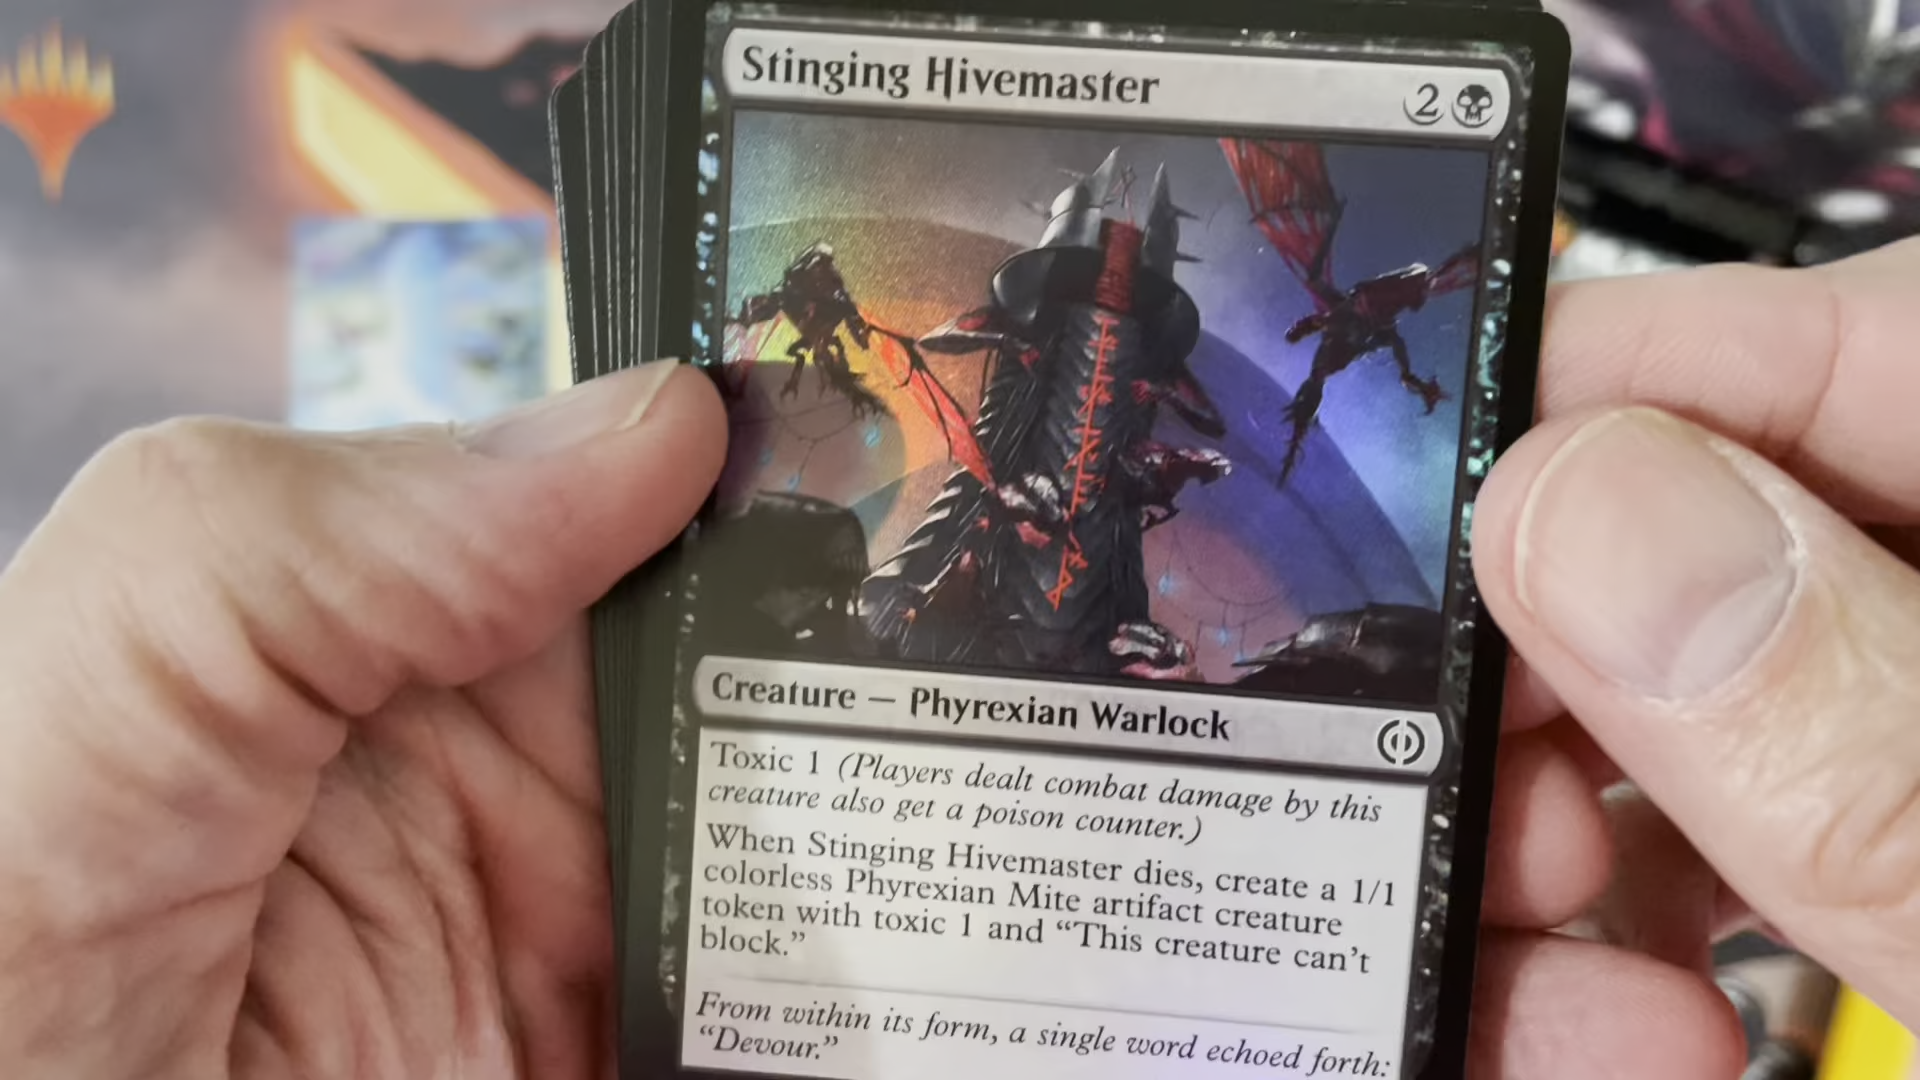 Stinging Hivemaster
2
Creature — Phyrexian Warlock
Toxic 1 (Players dealt combat damage by this
creature also get a poison counter.)
When Stinging Hivemaster dies, create a 1/1
colorless Phyrexian Mite artifact creature
token with toxic 1 and “This creature can’t
block.”
From within its form, a single word echoed forth:
“Devour.”